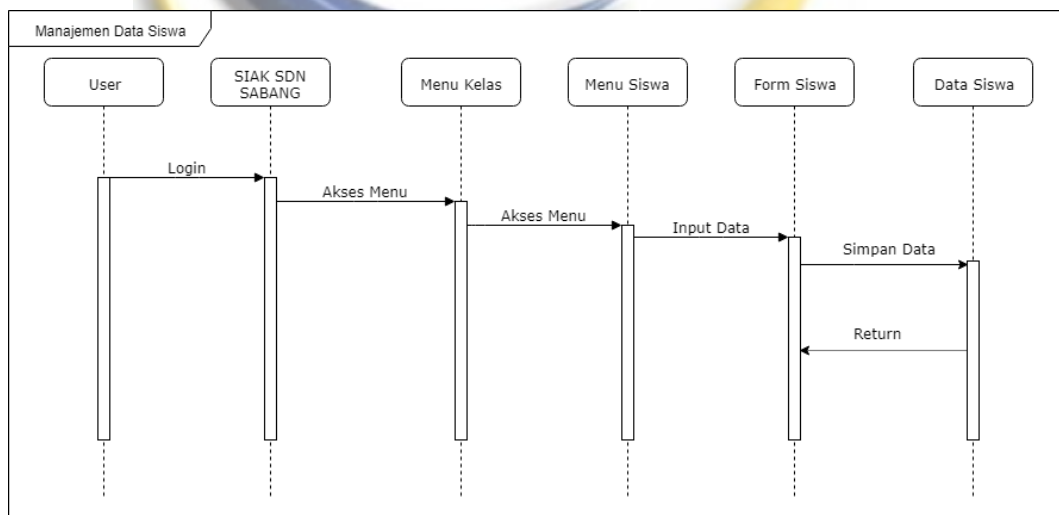 Manajemen Data Siswa
User
SIAK SDN
SABANG
Menu Kelas
Menu Siswa
Form Siswa
Data Siswa
Login
Akses Menu
Akses Menu
Input Data
Simpan Data
Return